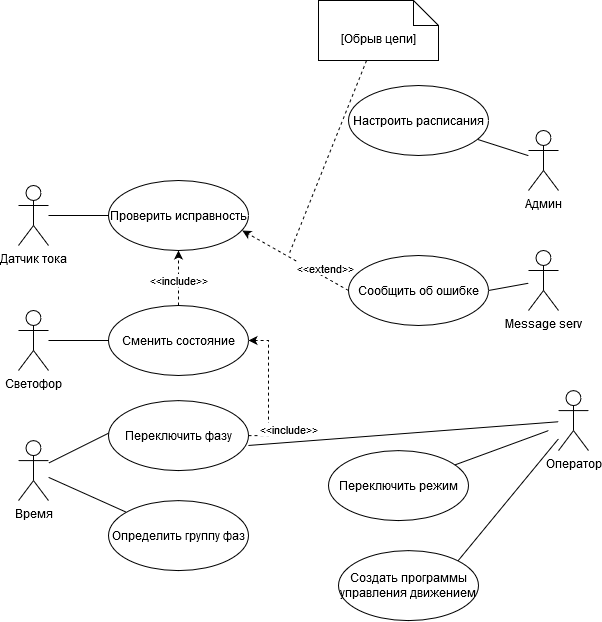 [Обрыв цепи]
Настроить расписания
Админ
Проверить исправность
Датчик тока
<<extend>>
<<include>>
Сообщить об ошибке
Message serv
Сменить состояние
Светофор
<<include>>
Переключить фазу
Оператор
Переключить режим
Время
Определить группу фаз
Создать программы
управления движением